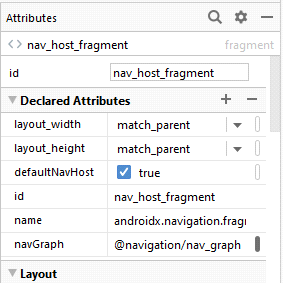 Attributes
<> nav_host_fragment fragment
id nav_host_fragment
Declared Attributes + −
layout_width match_parent
layout_height match_parent
defaultNavHost true
id nav_host_fragment
name androidx.navigation.frag
navGraph @navigation/nav_graph
Layout